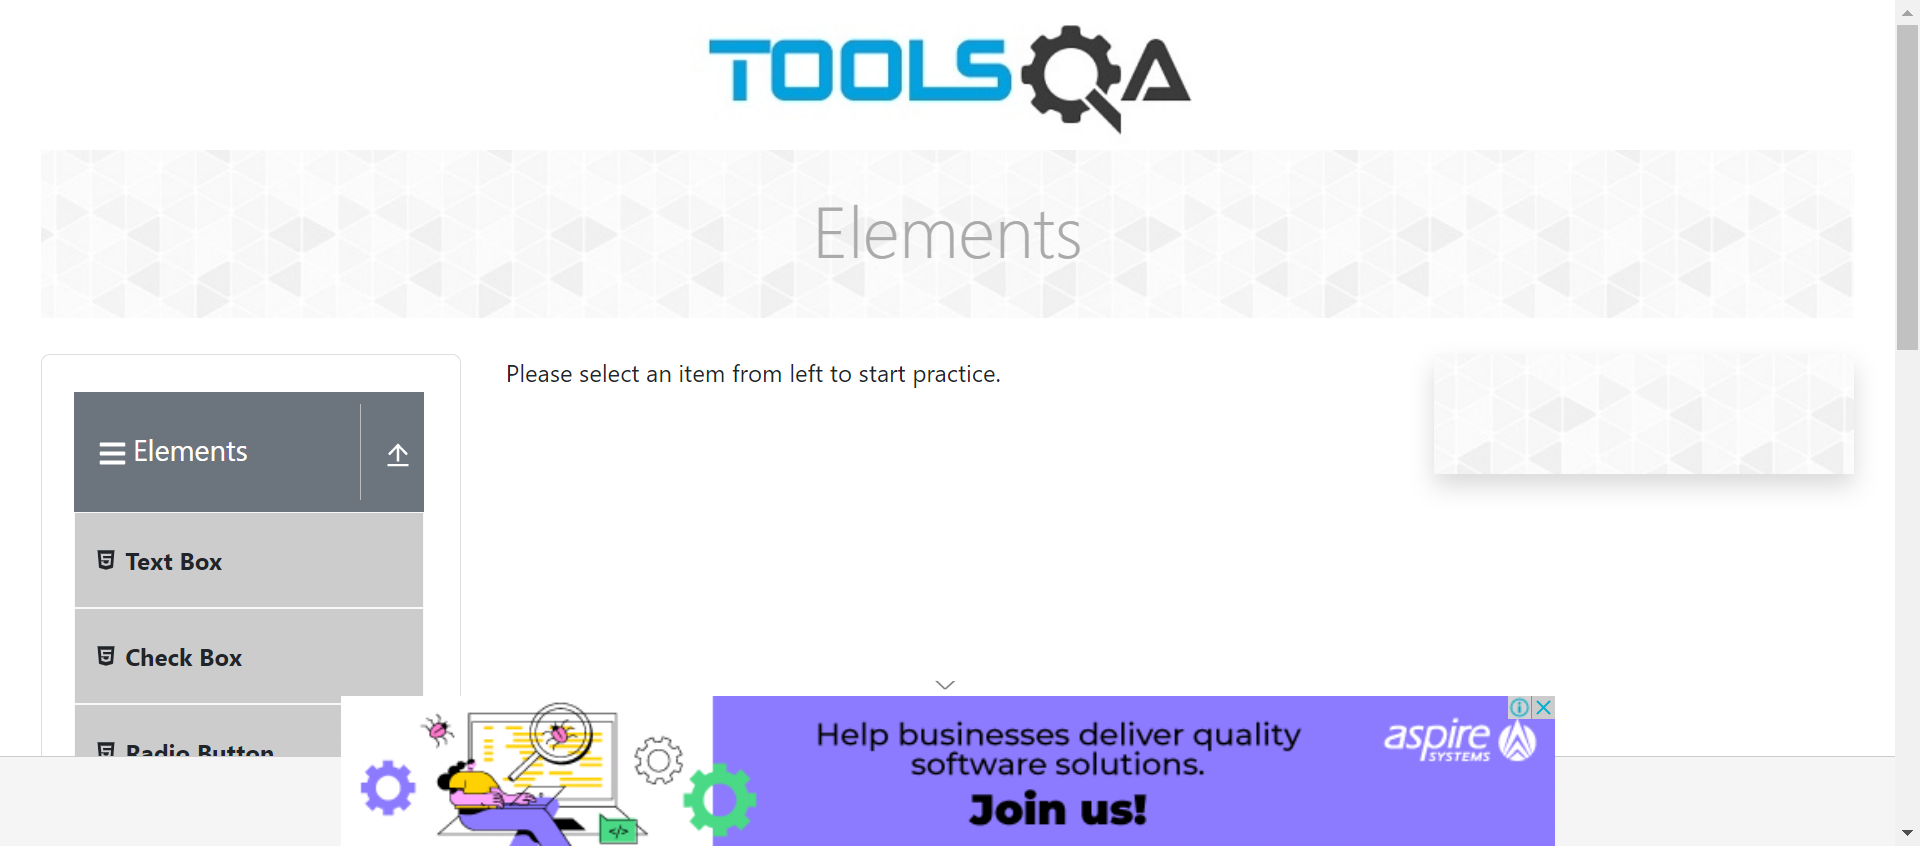 TOOLSQA
Elements
Please select an item from left to start practice.
Elements
Text Box
Check Box
Radio Button
Help businesses deliver quality
software solutions.
Join us!
aspire
SYSTEMS
</>